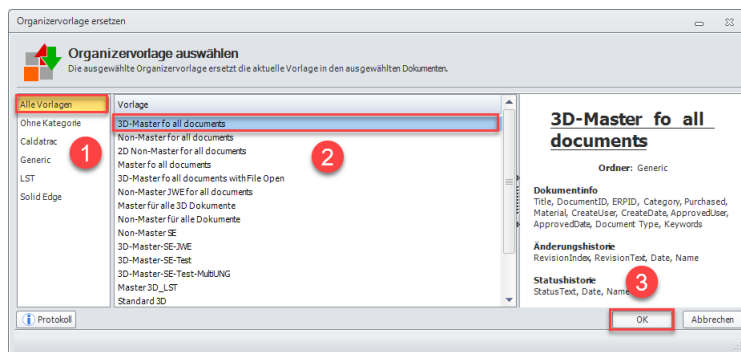 Organizervorlage ersetzen
Organizervorlage auswählen
Die ausgewählte Organizervorlage ersetzt die aktuelle Vorlage in den ausgewählten Dokumenten.
Alle Vorlagen
Ohne Kategorie
Caldatrac
Generic
LST
Solid Edge
1
Vorlage
3D-Master fo all documents
Non-Master for all documents
2D Non-Master for all documents
Master fo all documents
3D-Master fo all documents with File Open
Non-Master JWE for all documents
Master für alle 3D Dokumente
Non-Master für alle Dokumente
Non-Master SE
3D-Master-SE-JWE
3D-Master-SE-Test
3D-Master-SE-Test-MultiUNG
Master 3D_LST
Standard 3D
2
3D-Master fo all
documents
Ordner: Generic
Dokumentinfo
Title, DocumentID, ERPID, Category, Purchased,
Material, CreateUser, CreateDate, ApprovedUser,
ApprovedDate, Document Type, Keywords
Änderungshistorie
RevisionIndex, RevisionText, Date, Name
Statushistorie
StatusText, Date, Name
3
Protokoll
OK
Abbrechen